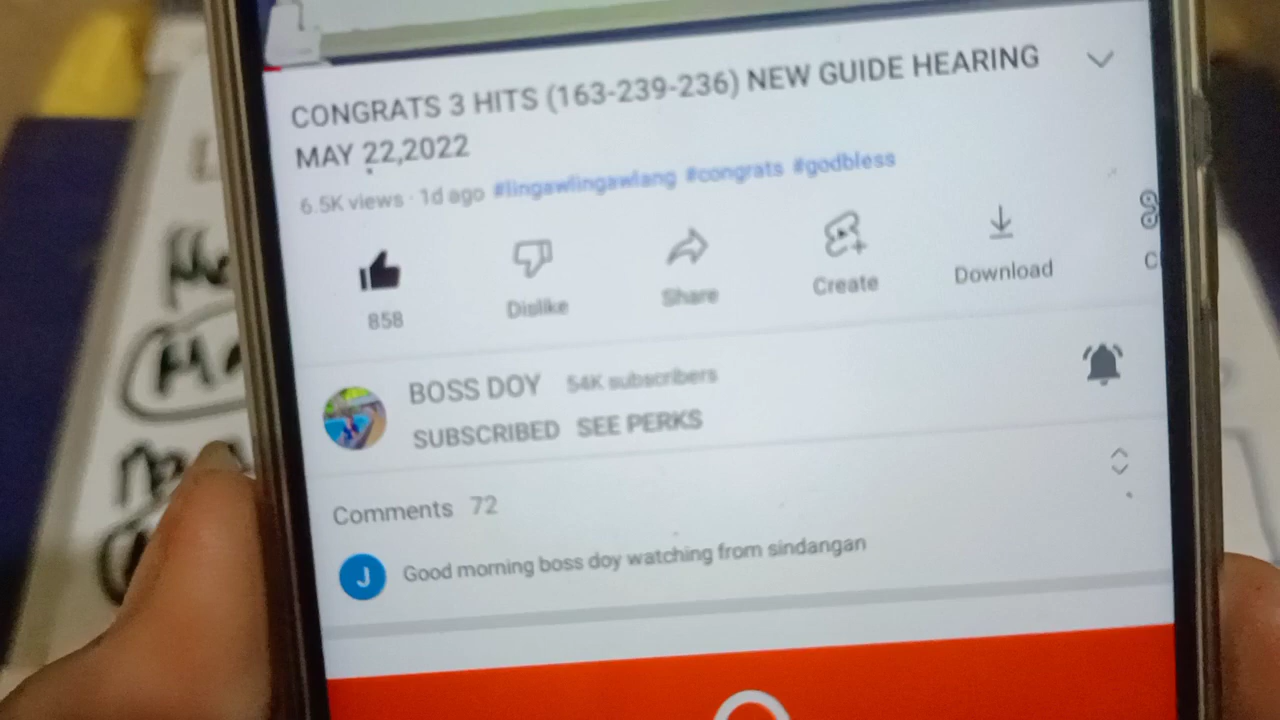 CONGRATS 3 HITS (163-239-236) NEW GUIDE HEARING
MAY 22,2022
6.5K views · 1d ago #lingawlingawlang #congrats #godbless
858
Dislike
Share
Create
Download
C
BOSS DOY 54K subscribers
SUBSCRIBED SEE PERKS
Comments 72
J
Good morning boss doy watching from sindangan